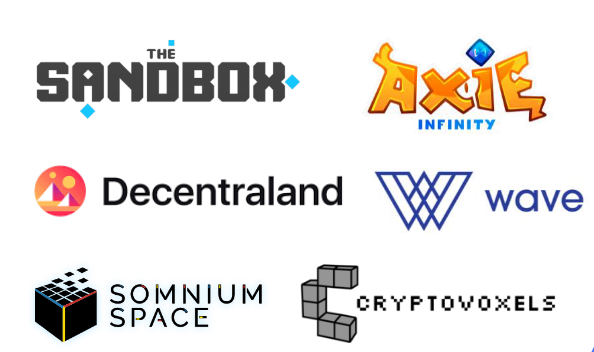 THE
SANDBOX
AXIE
INFINITY
Decentraland
wave
SOMNIUM
SPACE
CRYPTOVOXELS